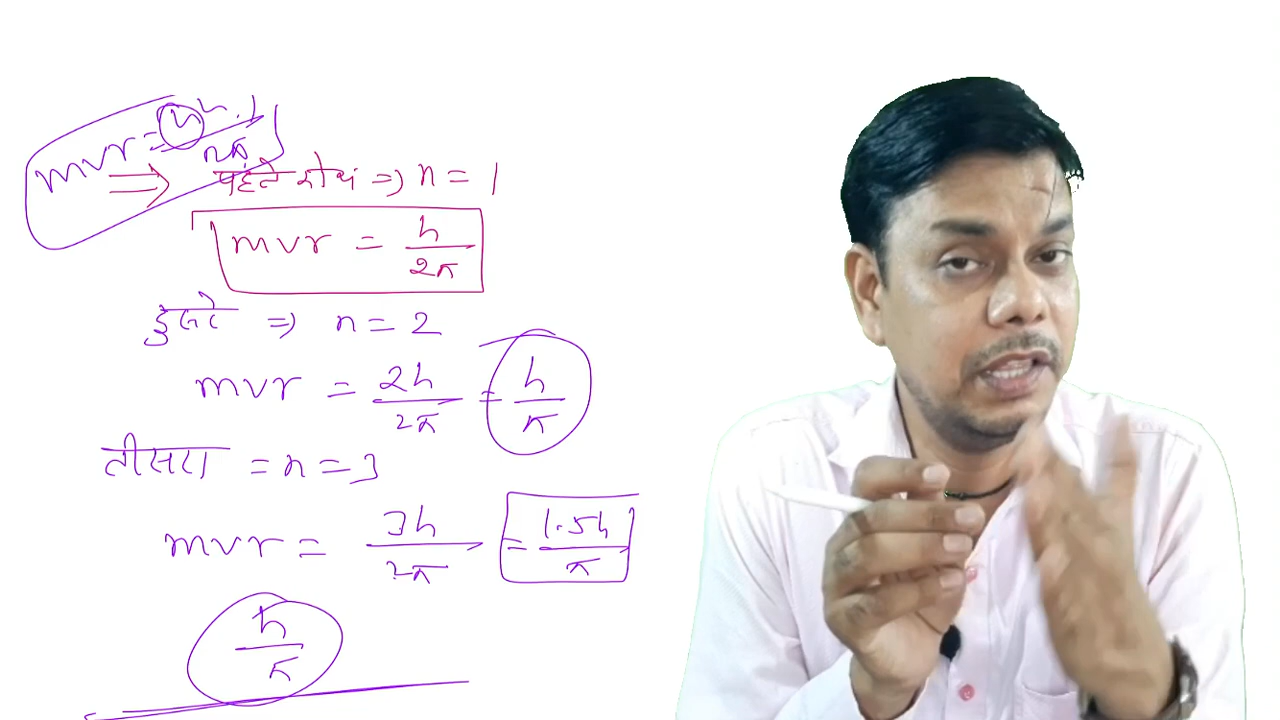 mvr = nh
2π
⇒ पहले ⇒ n = 1
mvr = h/2π
दुसरे ⇒ n = 2
mvr = 2h/2π = h/π
तीसरा = n = 3
mvr = 3h/2π = 1.5h/π
h/π